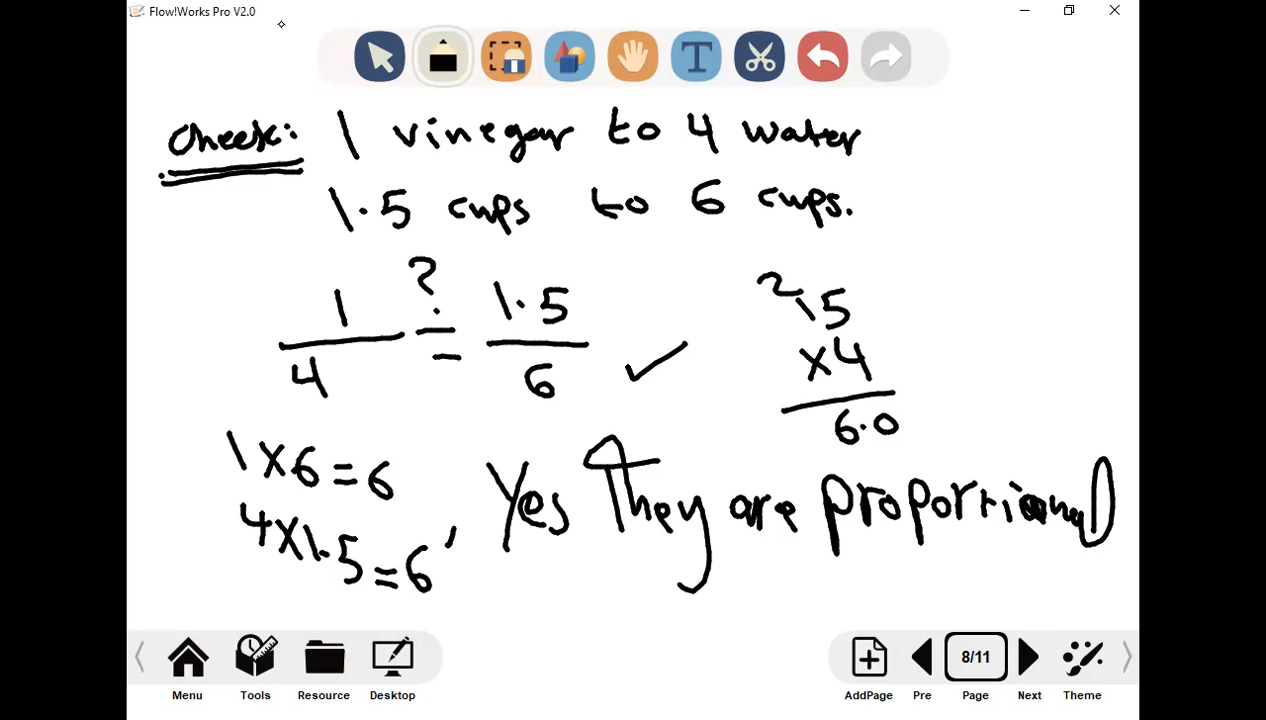 Flow!Works Pro V2.0
Check: 1 vinegar to 4 water
1.5 cups to 6 cups.
1/4 ?= 1.5/6 ✓
2
15
x4
6.0
1x6=6
4x1.5=6
Yes They are proportional
Menu Tools Resource Desktop
8/11
AddPage Pre Page Next Theme